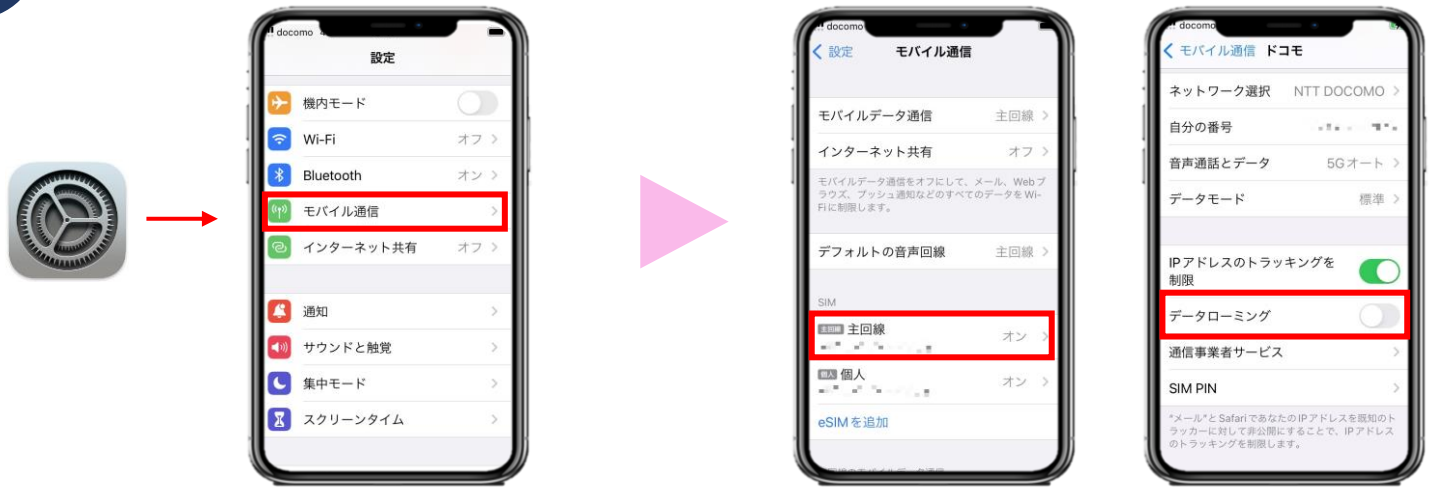 docomo
設定
機内モード
Wi-Fi オフ
Bluetooth オン
モバイル通信
インターネット共有 オフ
通知
サウンドと触覚
集中モード
スクリーンタイム
docomo
設定 モバイル通信
モバイルデータ通信 主回線
インターネット共有 オフ
モバイルデータ通信をオフにして、メール、Webブ
ラウズ、プッシュ通知などのすべてのデータをWi-
Fiに制限します。
デフォルトの音声回線 主回線
SIM
主回線 主回線
オン
個人 個人
オン
eSIMを追加
docomo
モバイル通信 ドコモ
ネットワーク選択 NTT DOCOMO
自分の番号
音声通話とデータ 5Gオート
データモード 標準
IPアドレスのトラッキングを
制限
データローミング
通信事業者サービス
SIM PIN
"メール"とSafariであなたのIPアドレスを既知のト
ラッカーに対して非公開にすることで、IPアドレス
のトラッキングを制限します。